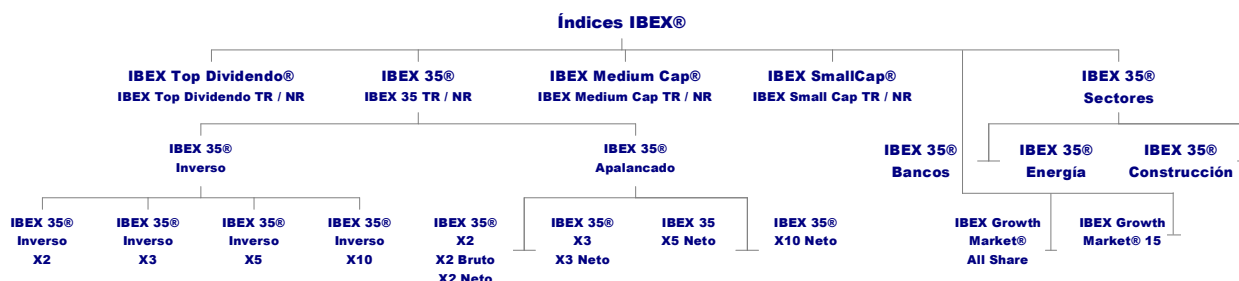 Índices IBEX®
IBEX Top Dividendo®
IBEX Top Dividendo TR / NR
IBEX 35®
IBEX 35 TR / NR
IBEX Medium Cap®
IBEX Medium Cap TR / NR
IBEX SmallCap®
IBEX Small Cap TR / NR
IBEX 35®
Sectores
IBEX 35®
Inverso
IBEX 35®
Apalancado
IBEX 35®
Bancos
IBEX 35®
Energía
IBEX 35®
Construcción
IBEX 35®
Inverso
X2
IBEX 35®
Inverso
X3
IBEX 35®
Inverso
X5
IBEX 35®
Inverso
X10
IBEX 35®
X2
X2 Bruto
X2 Neto
IBEX 35®
X3
X3 Neto
IBEX 35
X5 Neto
IBEX 35®
X10 Neto
IBEX Growth
Market®
All Share
IBEX Growth
Market® 15